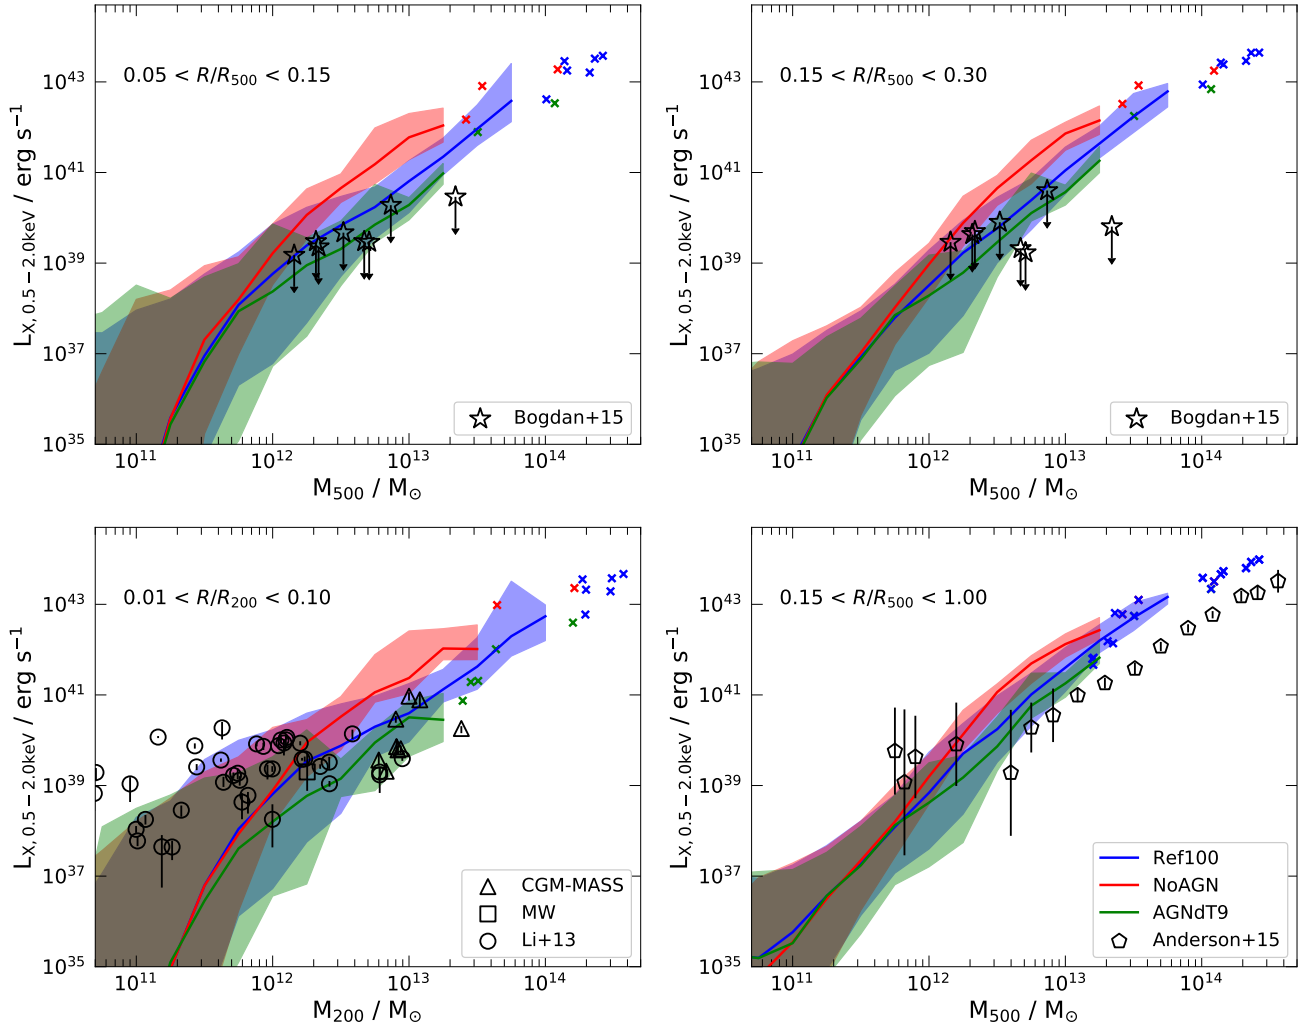 0.05 < R/R500 < 0.15
10^43
10^41
10^39
10^37
10^35
L_X, 0.5−2.0keV / erg s^−1
Bogdan+15
10^11 10^12 10^13 10^14
M500 / M⊙
0.15 < R/R500 < 0.30
10^43
10^41
10^39
10^37
10^35
L_X, 0.5−2.0keV / erg s^−1
Bogdan+15
10^11 10^12 10^13 10^14
M500 / M⊙
0.01 < R/R200 < 0.10
10^43
10^41
10^39
10^37
10^35
L_X, 0.5−2.0keV / erg s^−1
CGM-MASS
MW
Li+13
10^11 10^12 10^13 10^14
M200 / M⊙
0.15 < R/R500 < 1.00
10^43
10^41
10^39
10^37
10^35
L_X, 0.5−2.0keV / erg s^−1
Ref100
NoAGN
AGNdT9
Anderson+15
10^11 10^12 10^13 10^14
M500 / M⊙